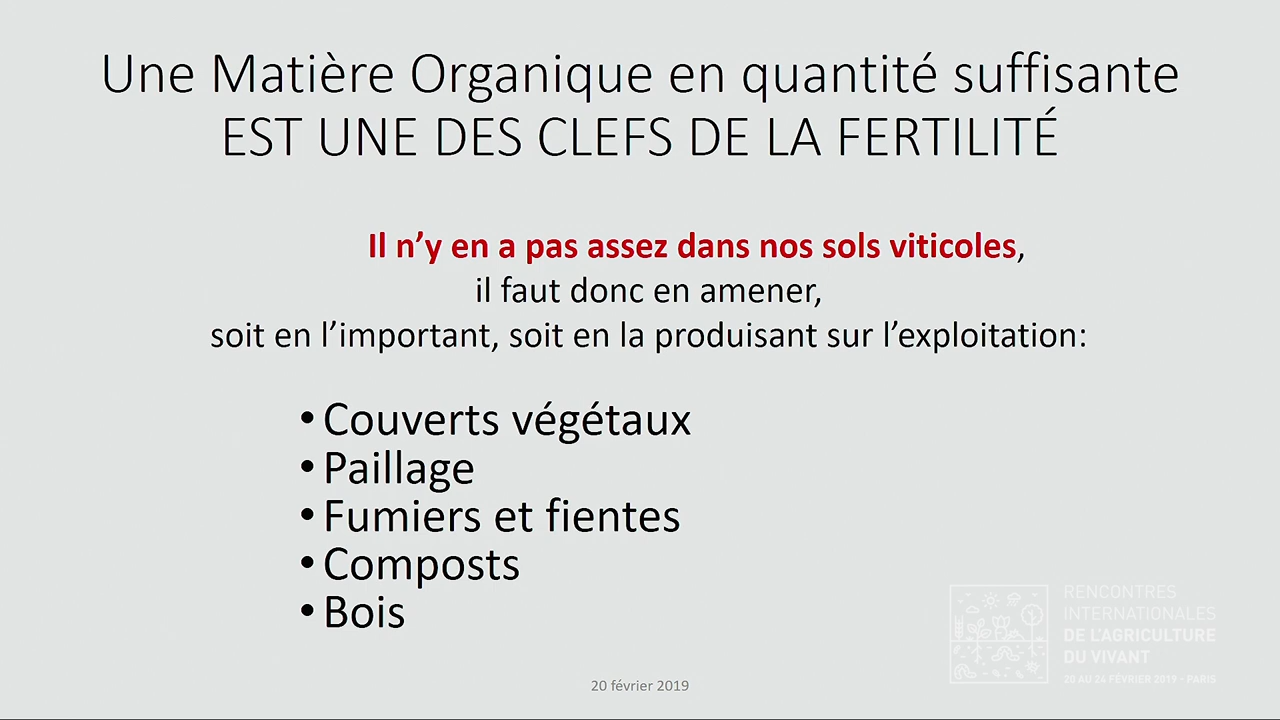 Une Matière Organique en quantité suffisante
EST UNE DES CLEFS DE LA FERTILITÉ
Il n’y en a pas assez dans nos sols viticoles,
il faut donc en amener,
soit en l’important, soit en la produisant sur l’exploitation:
• Couverts végétaux
• Paillage
• Fumiers et fientes
• Composts
• Bois
RENCONTRES
INTERNATIONALES
DE L’AGRICULTURE
DU VIVANT
20 AU 24 FÉVRIER 2019 - PARIS
20 février 2019